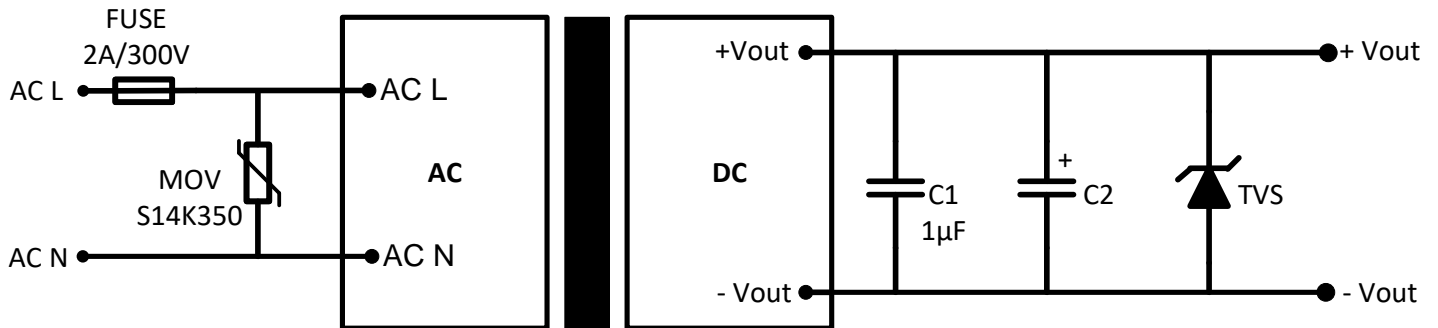 FUSE
2A/300V
AC L
AC L
MOV
S14K350
AC N
AC N
AC
DC
+Vout
- Vout
C1
1μF
+
C2
TVS
+ Vout
- Vout